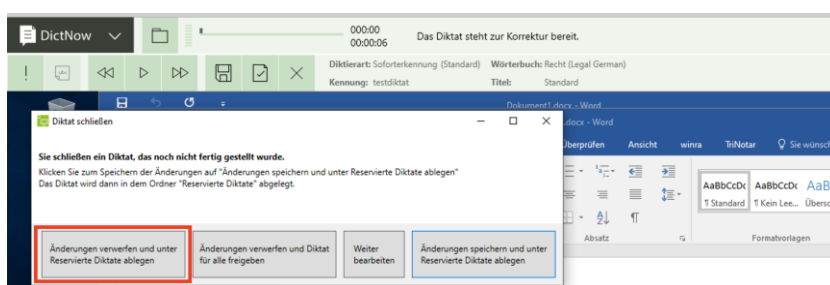 DictNow
000:00
00:00:06
Das Diktat steht zur Korrektur bereit.
Diktierart: Soforterkennung (Standard) Wörterbuch: Recht (Legal German)
Kennung: testdiktat Titel: Standard
Dokument1.docx - Word
Diktat schließen
.docx - Word
Überprüfen Ansicht winra TriNotar Sie wünsch
Sie schließen ein Diktat, das noch nicht fertig gestellt wurde.
Klicken Sie zum Speichern der Änderungen auf "Änderungen speichern und unter Reservierte Diktate ablegen"
Das Diktat wird dann in dem Ordner "Reservierte Diktate" abgelegt.
AaBbCcDc AaBbCcDc AaB
¶ Standard ¶ Kein Lee... Übersc
Absatz Formatvorlagen
Änderungen verwerfen und unter
Reservierte Diktate ablegen
Änderungen verwerfen und Diktat
für alle freigeben
Weiter
bearbeiten
Änderungen speichern und unter
Reservierte Diktate ablegen